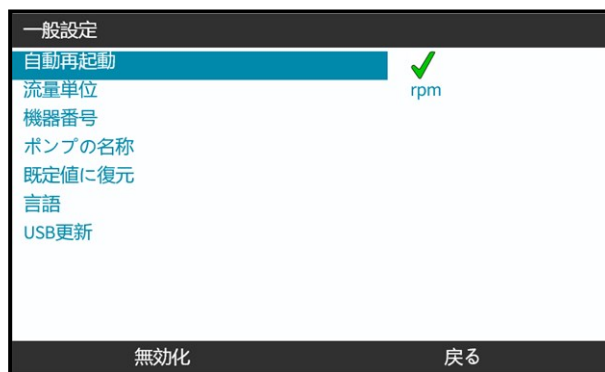 一般設定
自動再起動
流量単位 rpm
機器番号
ポンプの名称
既定値に復元
言語
USB更新
無効化 戻る